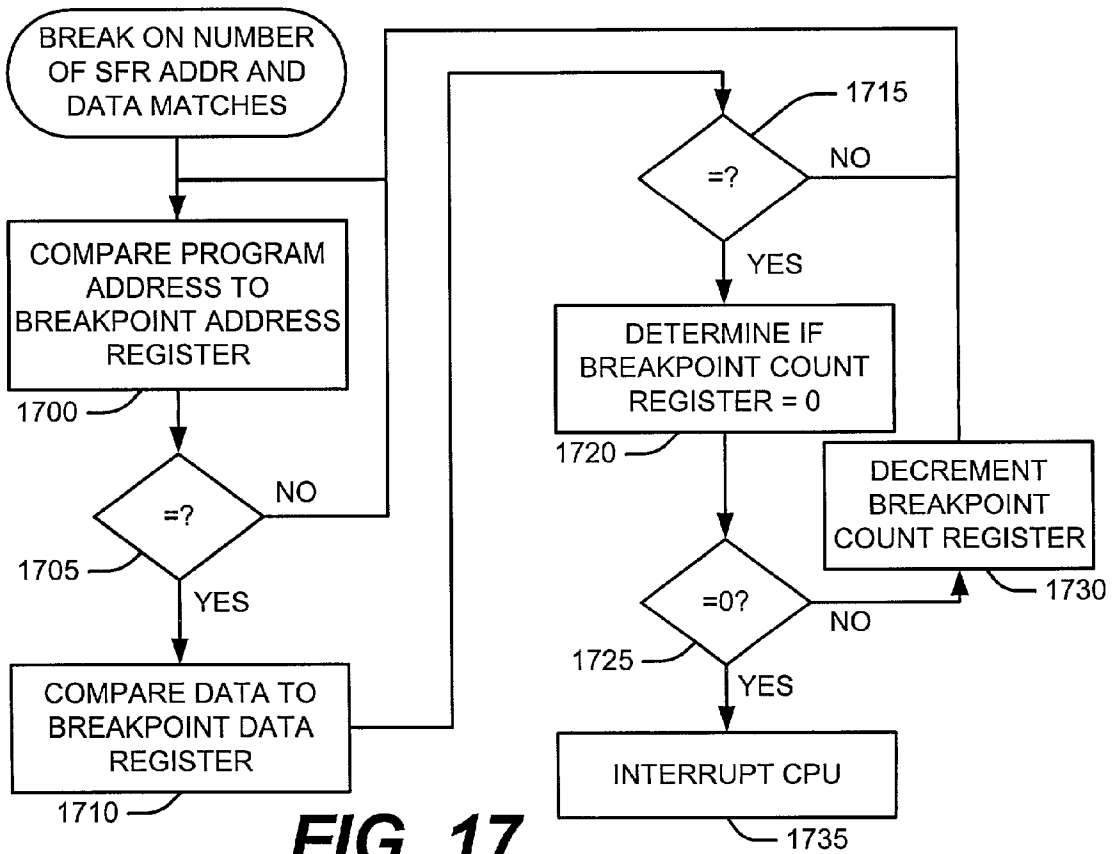 BREAK ON NUMBER
OF SFR ADDR AND
DATA MATCHES
COMPARE PROGRAM
ADDRESS TO
BREAKPOINT ADDRESS
REGISTER
1700
=?
NO
1705
YES
COMPARE DATA TO
BREAKPOINT DATA
REGISTER
1710
1715
=?
NO
YES
DETERMINE IF
BREAKPOINT COUNT
REGISTER = 0
1720
DECREMENT
BREAKPOINT
COUNT REGISTER
1730
=0?
NO
1725
YES
INTERRUPT CPU
1735
FIG. 17